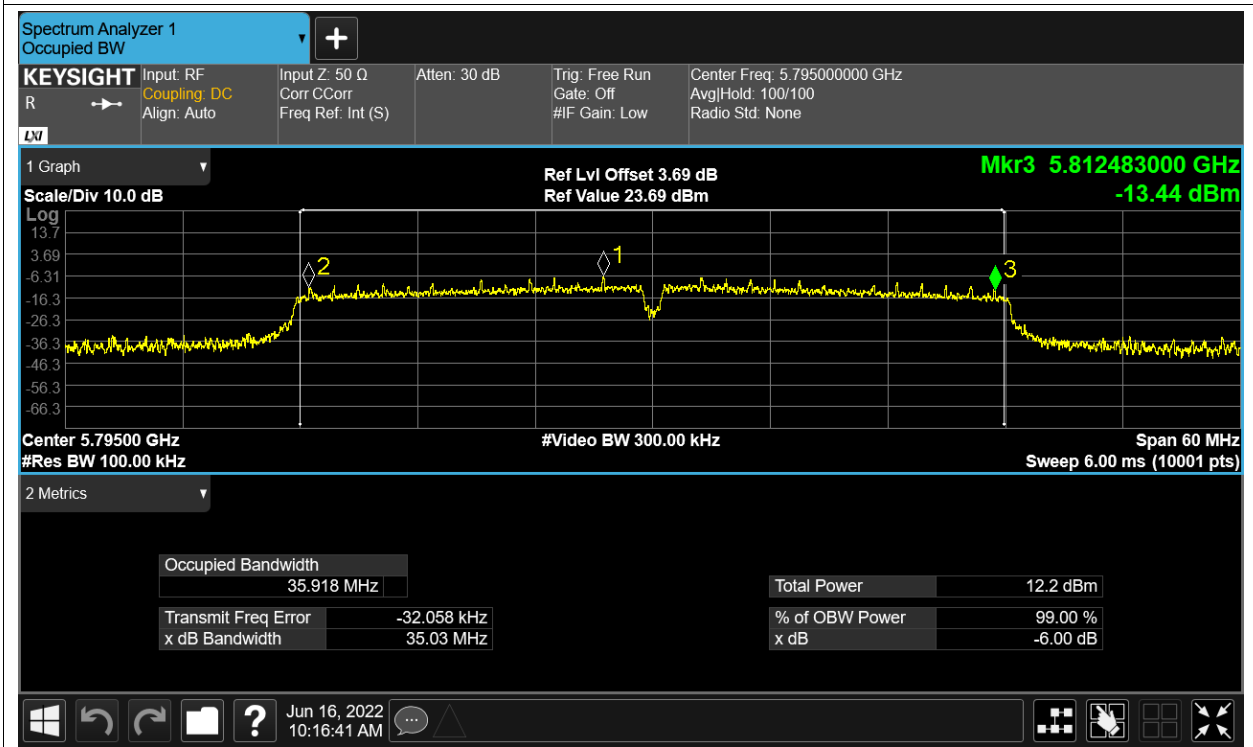 Spectrum Analyzer 1
Occupied BW
KEYSIGHT
R
LXI
Input: RF
Coupling: DC
Align: Auto
Input Z: 50 Ω
Corr CCorr
Freq Ref: Int (S)
Atten: 30 dB
Trig: Free Run
Gate: Off
#IF Gain: Low
Center Freq: 5.795000000 GHz
Avg|Hold: 100/100
Radio Std: None
1 Graph
Scale/Div 10.0 dB
Ref Lvl Offset 3.69 dB
Ref Value 23.69 dBm
Mkr3 5.812483000 GHz
-13.44 dBm
Log
13.7
3.69
-6.31
-16.3
-26.3
-36.3
-46.3
-56.3
-66.3
2
1
3
Center 5.79500 GHz
#Video BW 300.00 kHz
Span 60 MHz
#Res BW 100.00 kHz
Sweep 6.00 ms (10001 pts)
2 Metrics
Occupied Bandwidth
35.918 MHz
Total Power 12.2 dBm
Transmit Freq Error -32.058 kHz
% of OBW Power 99.00 %
x dB Bandwidth 35.03 MHz
x dB -6.00 dB
?
Jun 16, 2022
10:16:41 AM